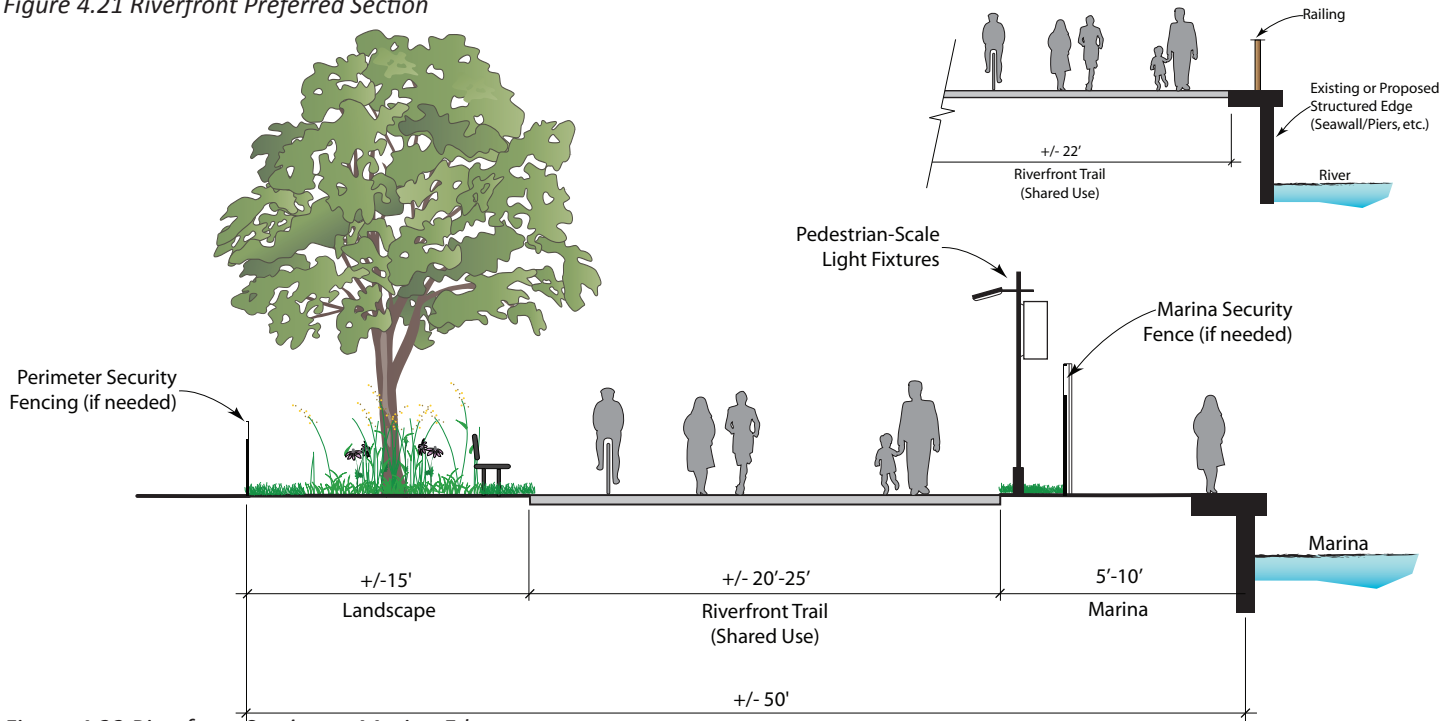 Figure 4.21 Riverfront Preferred Section
Railing
Existing or Proposed
Structured Edge
(Seawall/Piers, etc.)
+/- 22’
Riverfront Trail
(Shared Use)
River
Pedestrian-Scale
Light Fixtures
Marina Security
Fence (if needed)
Perimeter Security
Fencing (if needed)
Marina
+/-15'
Landscape
+/- 20’-25’
Riverfront Trail
(Shared Use)
5’-10’
Marina
+/- 50'